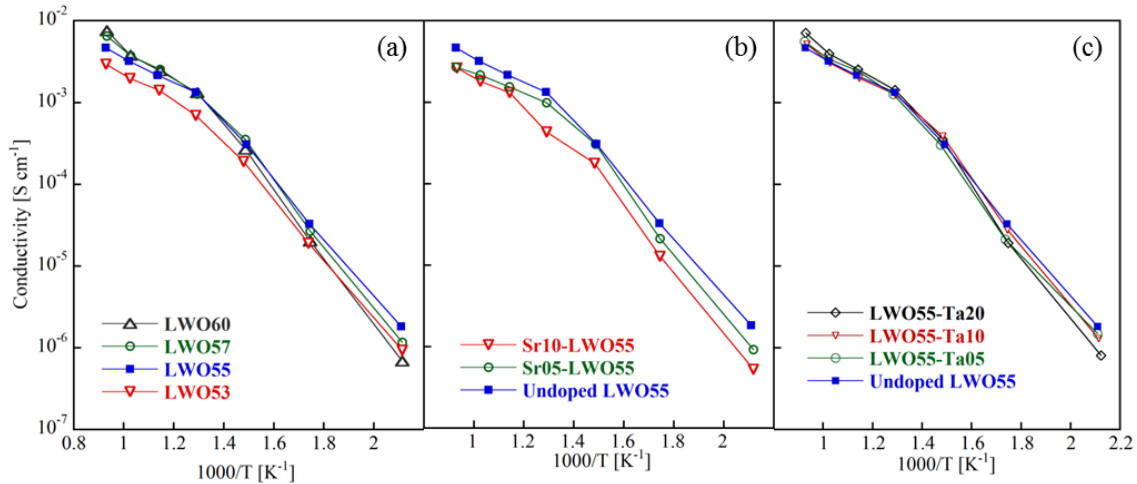 (a)
(b)
(c)
Conductivity [S cm⁻¹]
10⁻²
10⁻³
10⁻⁴
10⁻⁵
10⁻⁶
10⁻⁷
LWO60
LWO57
LWO55
LWO53
Sr10-LWO55
Sr05-LWO55
Undoped LWO55
LWO55-Ta20
LWO55-Ta10
LWO55-Ta05
Undoped LWO55
0.8 1 1.2 1.4 1.6 1.8 2
1 1.2 1.4 1.6 1.8 2
1 1.2 1.4 1.6 1.8 2 2.2
1000/T [K⁻¹]
1000/T [K⁻¹]
1000/T [K⁻¹]